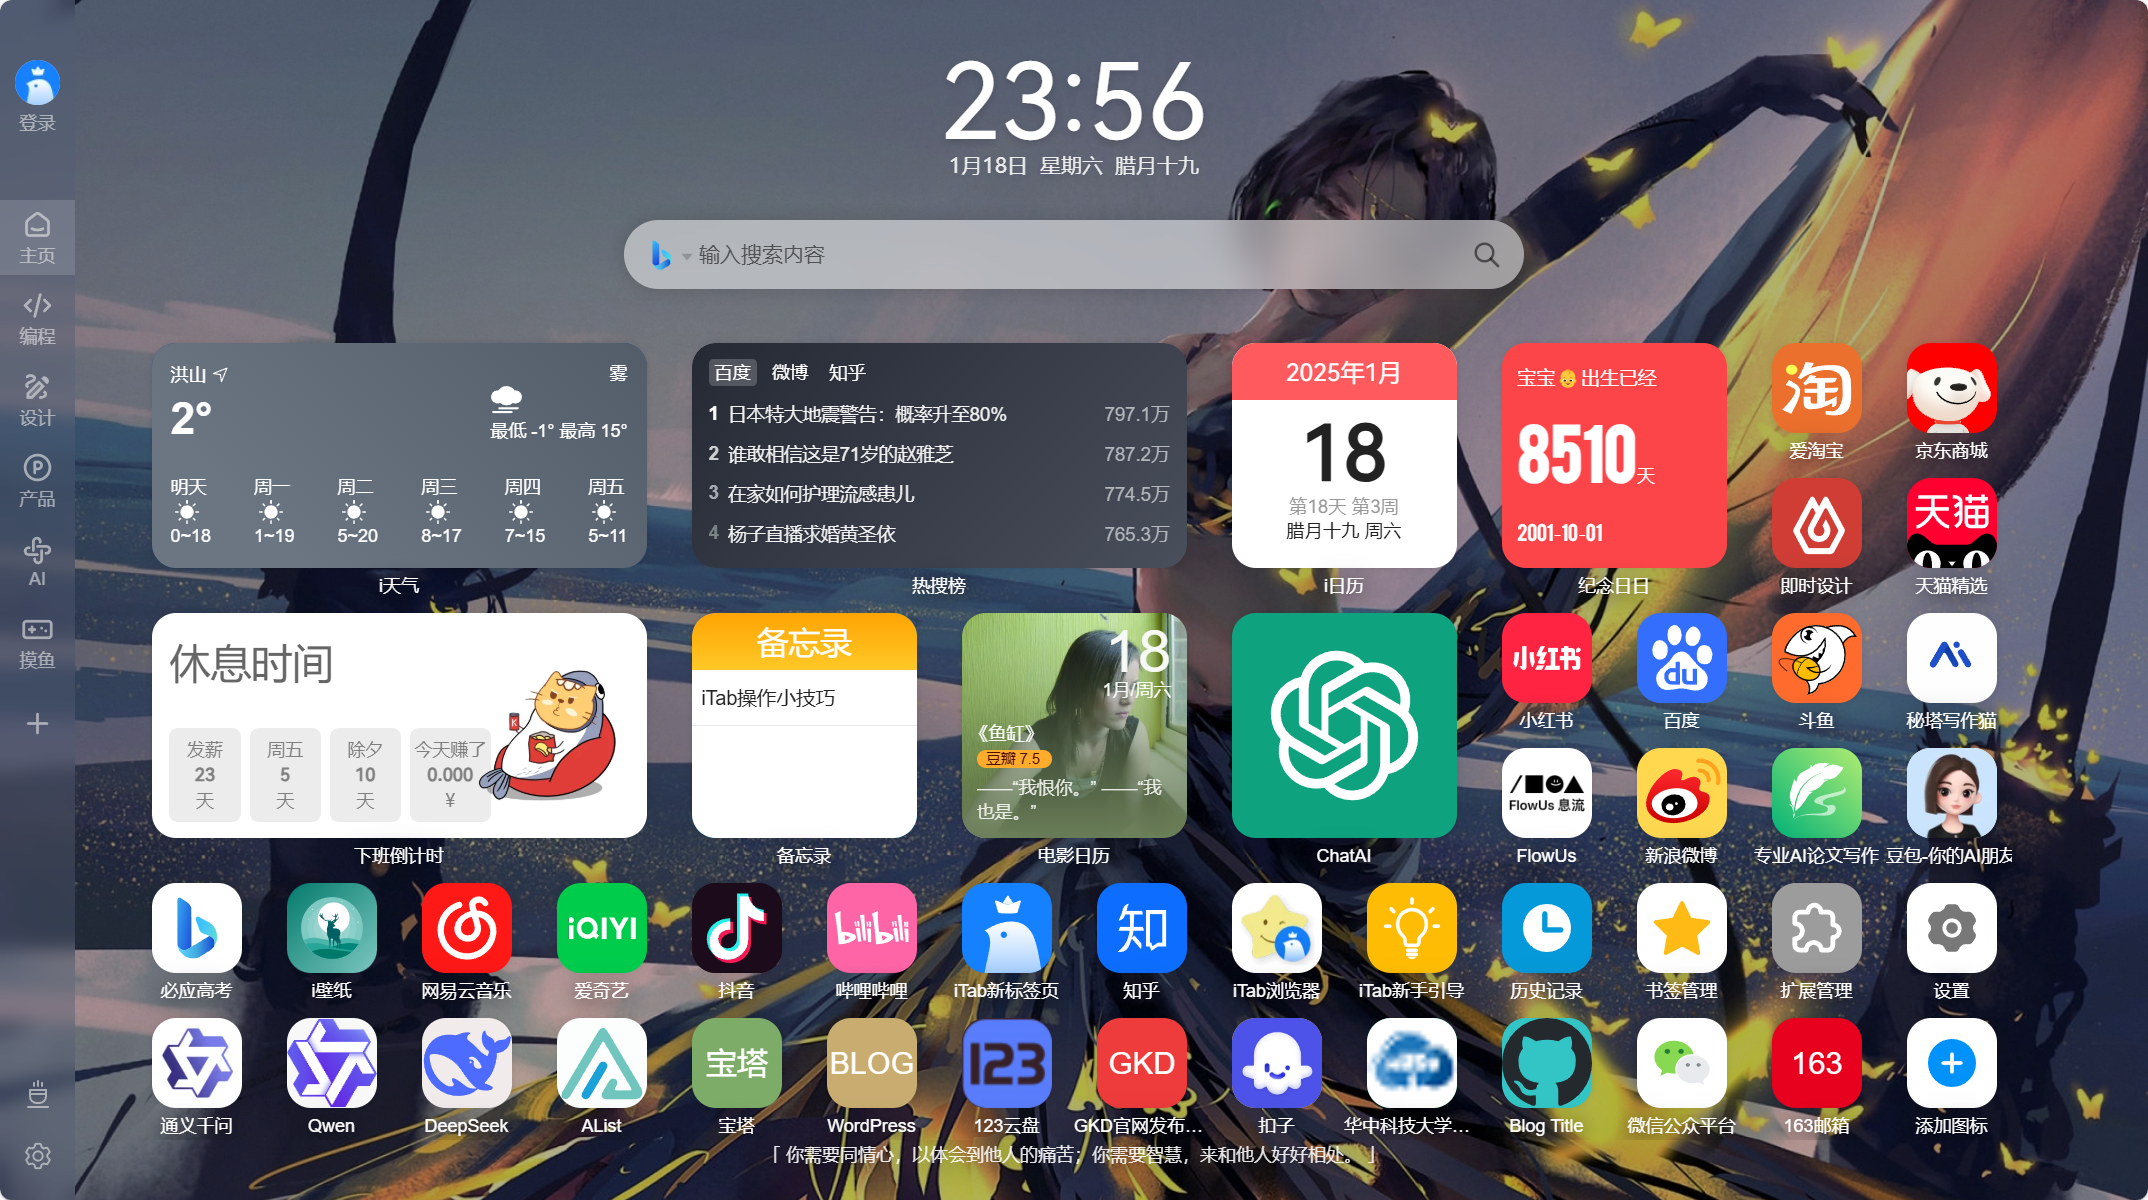 登录
主页
编程
设计
产品
AI
摸鱼
23:56
1月18日 星期六 腊月十九
输入搜索内容
洪山
雾
2°
最低 -1° 最高 15°
明天 周一 周二 周三 周四 周五
0~18 1~19 5~20 8~17 7~15 5~11
i天气
百度 微博 知乎
1 日本特大地震警告：概率升至80% 797.1万
2 谁敢相信这是71岁的赵雅芝 787.2万
3 在家如何护理流感患儿 774.5万
4 杨子直播求婚黄圣依 765.3万
热搜榜
2025年1月
18
第18天 第3周
腊月十九 周六
i日历
宝宝👶出生已经
8510天
2001-10-01
纪念日日
淘
爱淘宝
京东商城
即时设计
天猫
天猫精选
休息时间
发薪 周五 除夕 今天赚了
23 5 10 0.000
天 天 天 ¥
下班倒计时
备忘录
iTab操作小技巧
备忘录
18
1月/周六
《鱼缸》
豆瓣 7.5
——“我恨你。” ——“我
也是。”
电影日历
ChatAI
小红书
小红书
du
百度
斗鱼
秘塔写作猫
FlowUs 息流
FlowUs
新浪微博
专业AI论文写作
豆包-你的AI朋友
必应高考
i壁纸
网易云音乐
iQIYI
爱奇艺
抖音
bilibili
哔哩哔哩
iTab新标签页
知
知乎
iTab浏览器
iTab新手引导
历史记录
书签管理
扩展管理
设置
通义千问
Qwen
DeepSeek
AList
宝塔
宝塔
BLOG
WordPress
123
123云盘
GKD
GKD官网发布...
扣子
华中科技大学...
Blog Title
微信公众平台
163
163邮箱
添加图标
「 你需要同情心，以体会到他人的痛苦；你需要智慧，来和他人好好相处。 」